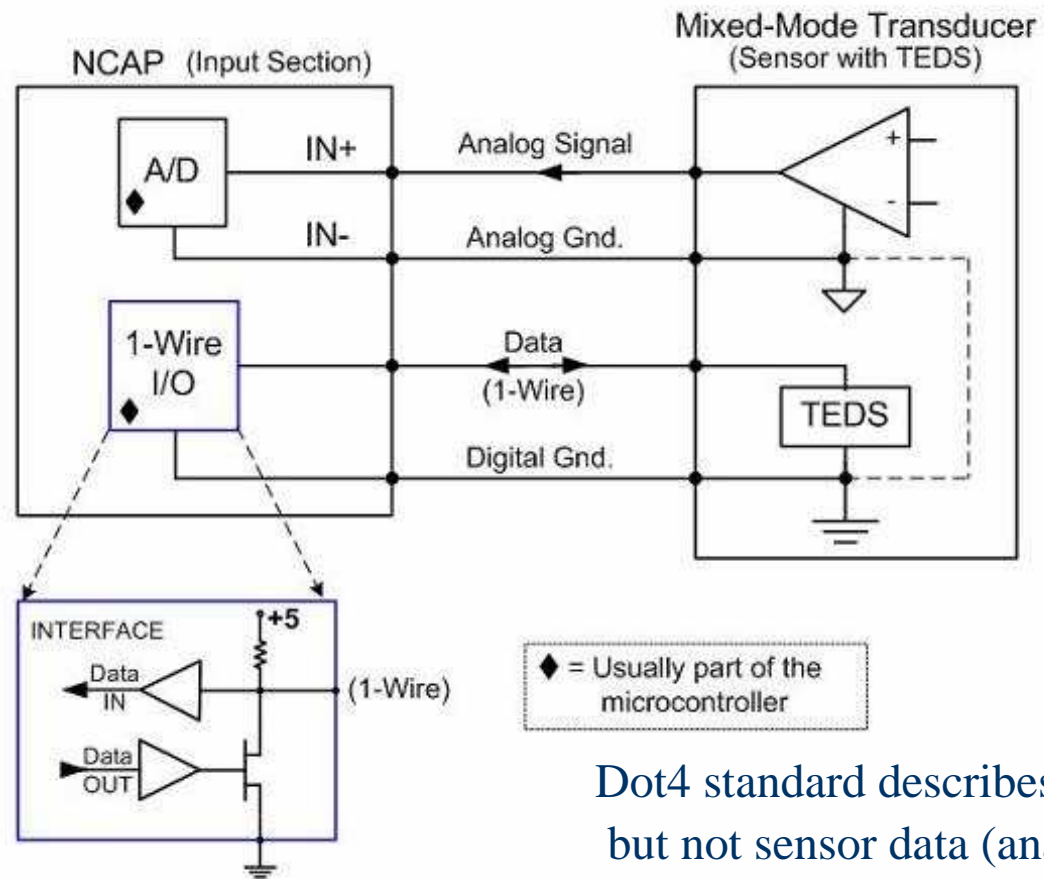 Mixed-Mode Transducer
(Sensor with TEDS)
NCAP (Input Section)
A/D
IN+
Analog Signal
+
-
IN-
Analog Gnd.
1-Wire
I/O
Data
(1-Wire)
TEDS
Digital Gnd.
+5
INTERFACE
Data
IN
(1-Wire)
Data
OUT
♦ = Usually part of the
microcontroller
Dot4 standard describes
but not sensor data